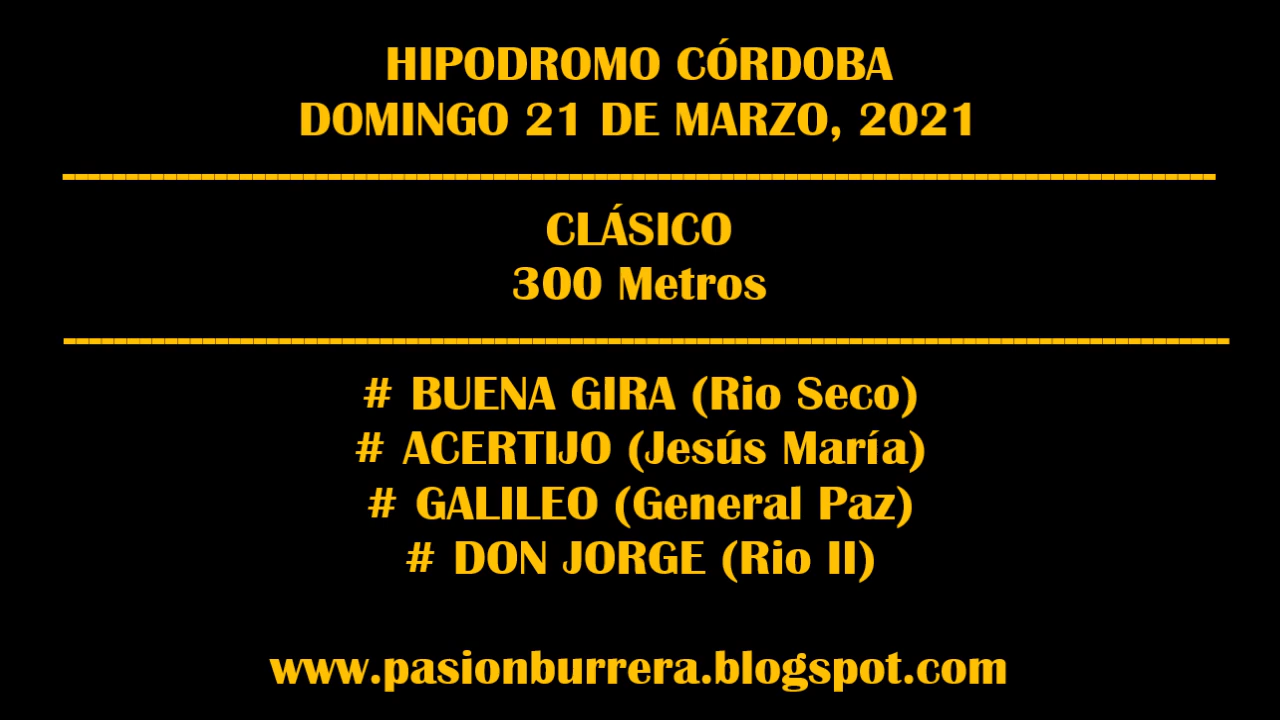 HIPODROMO CÓRDOBA
DOMINGO 21 DE MARZO, 2021
CLÁSICO
300 Metros
# BUENA GIRA (Rio Seco)
# ACERTIJO (Jesús María)
# GALILEO (General Paz)
# DON JORGE (Rio II)
www.pasionburrera.blogspot.com